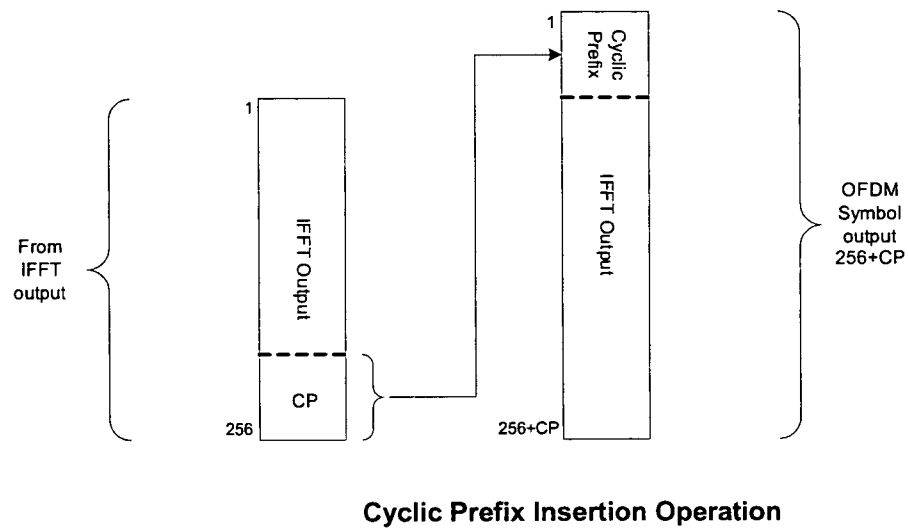 From
IFFT
output
1
IFFT Output
CP
256
1
Cyclic
Prefix
IFFT Output
256+CP
OFDM
Symbol
output
256+CP
Cyclic Prefix Insertion Operation